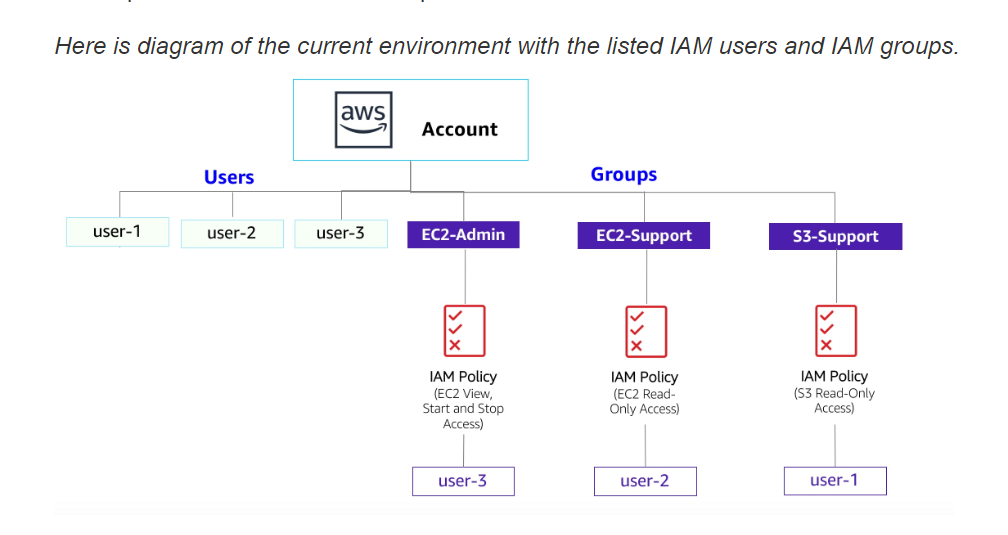 Here is diagram of the current environment with the listed IAM users and IAM groups.
aws
Account
Users
Groups
user-1
user-2
user-3
EC2-Admin
EC2-Support
S3-Support
IAM Policy
(EC2 View,
Start and Stop
Access)
IAM Policy
(EC2 Read-
Only Access)
IAM Policy
(S3 Read-Only
Access)
user-3
user-2
user-1